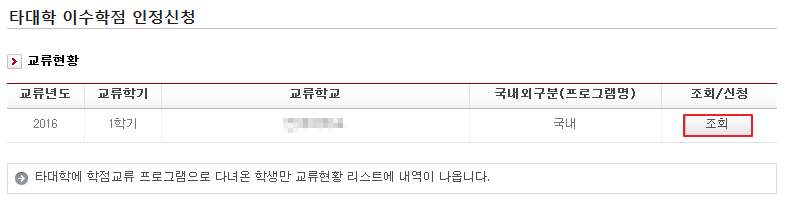 타대학 이수학점 인정신청
교류현황
교류년도 교류학기 교류학교 국내외구분(프로그램명) 조회/신청
2016 1학기 국내 조회
타대학에 학점교류 프로그램으로 다녀온 학생만 교류현황 리스트에 내역이 나옵니다.